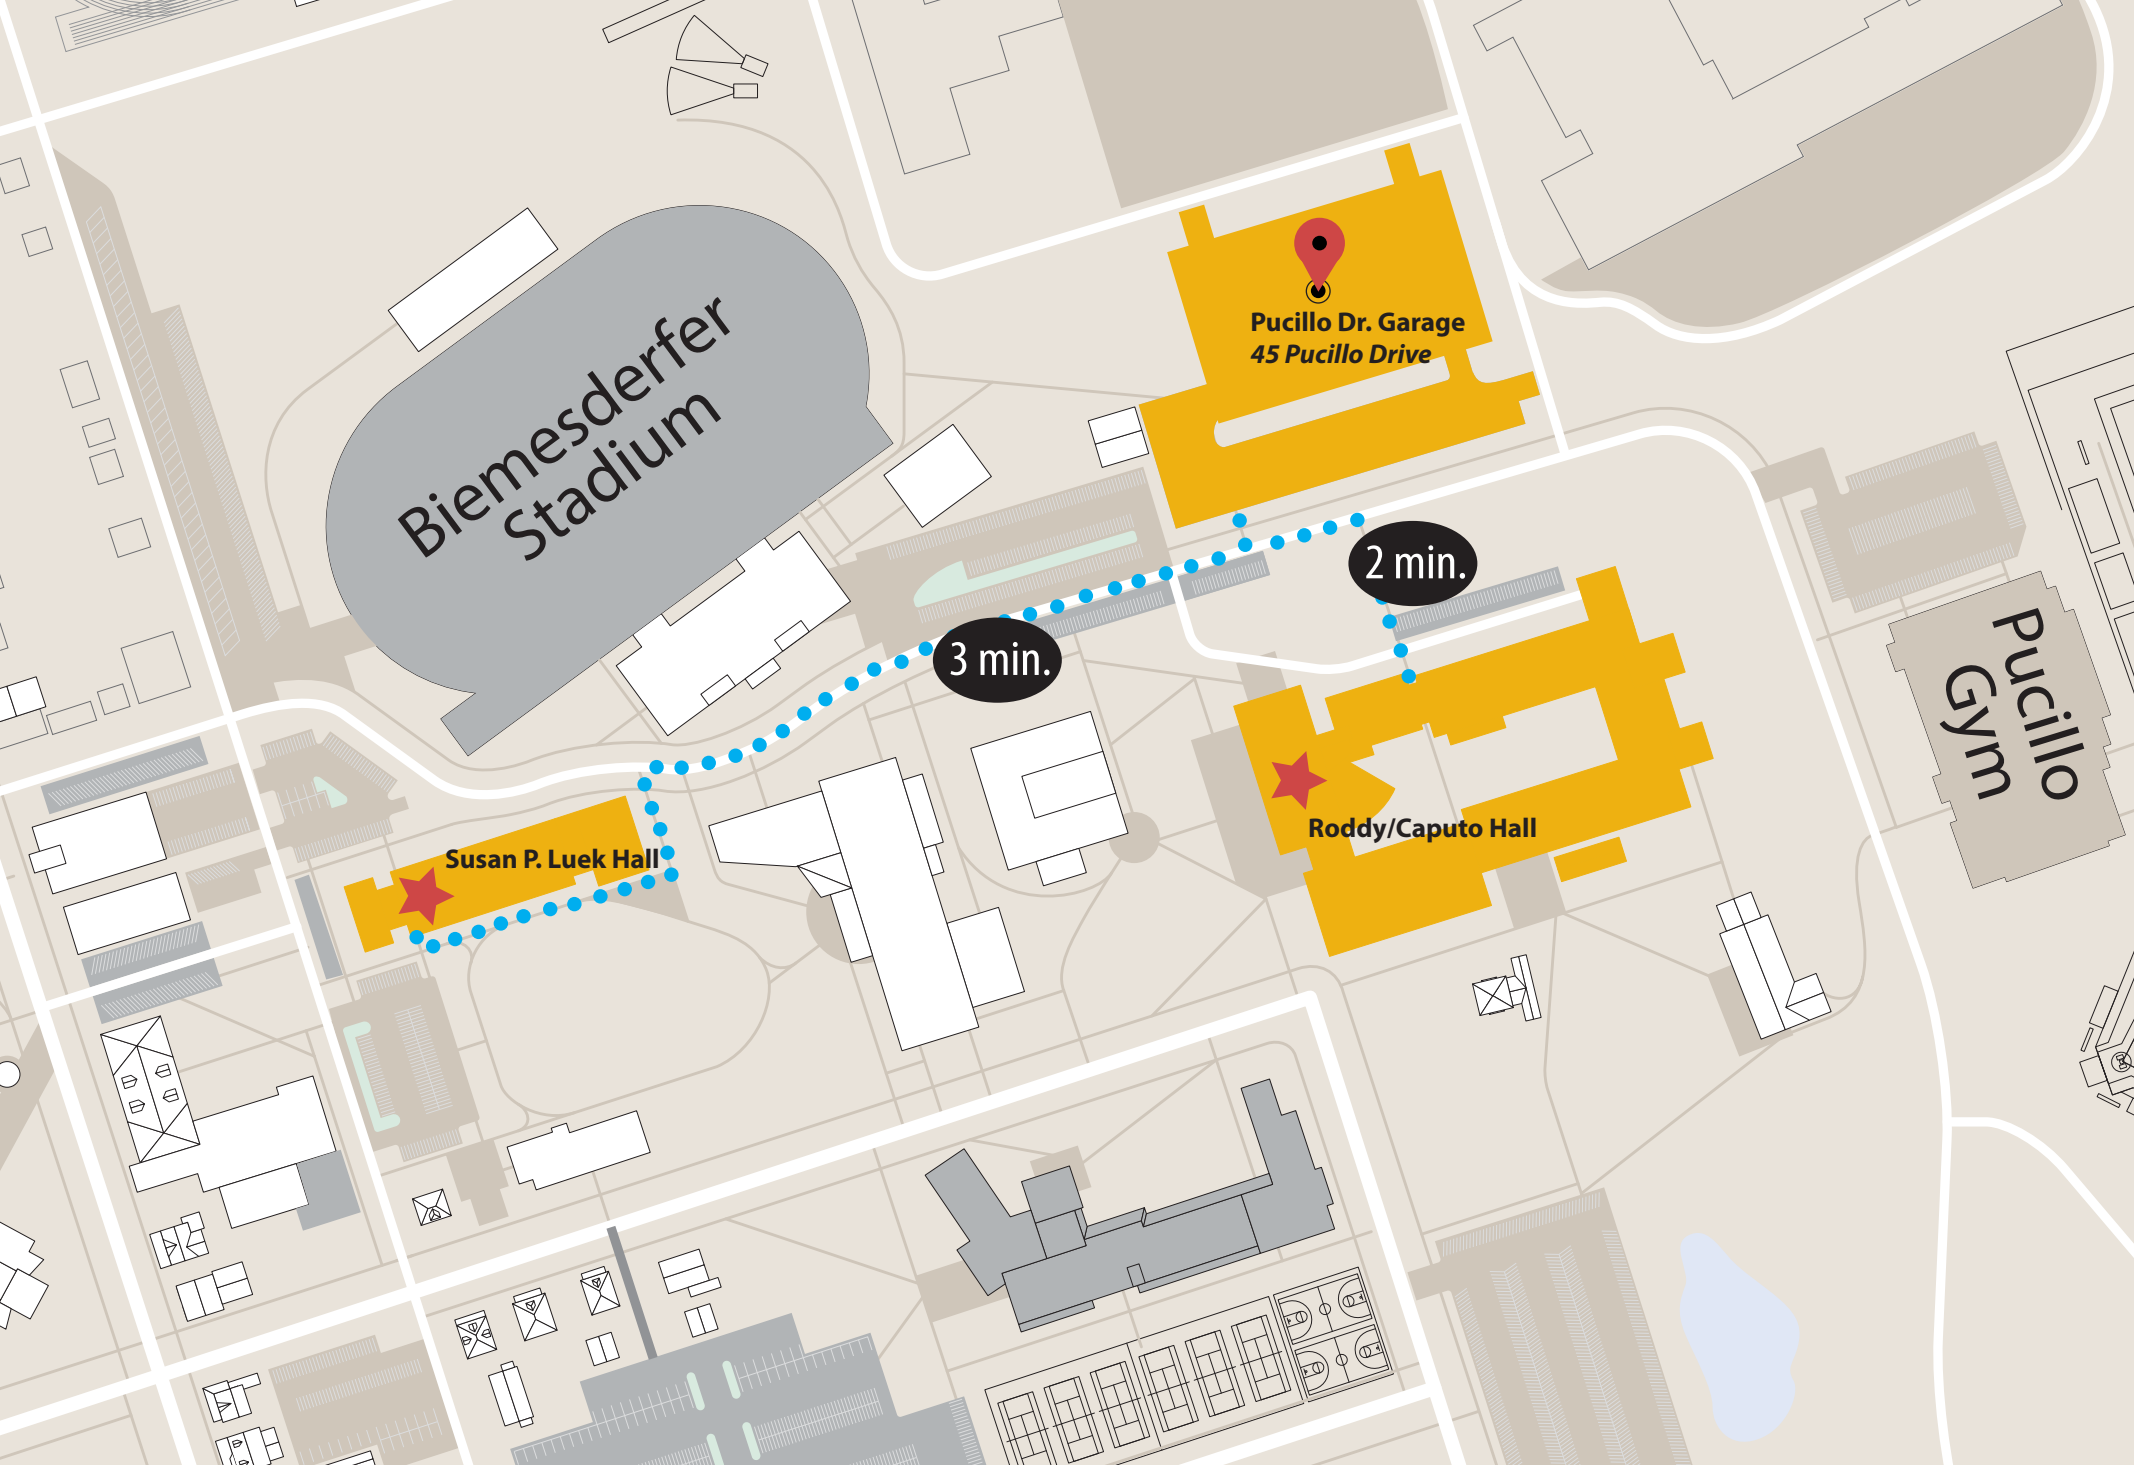 Biemesderfer
Stadium
Pucillo Dr. Garage
45 Pucillo Drive
2 min.
3 min.
Pucillo
Gym
Roddy/Caputo Hall
Susan P. Luek Hall